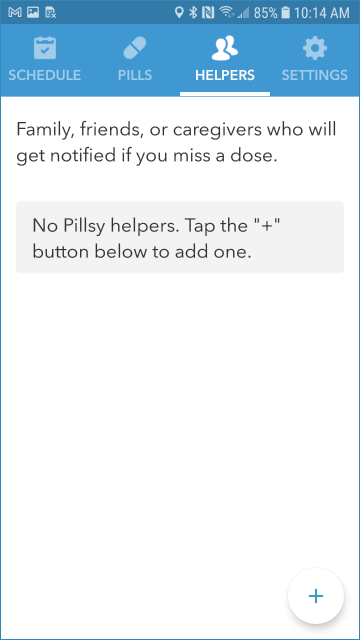 85% 10:14 AM
SCHEDULE PILLS HELPERS SETTINGS
Family, friends, or caregivers who will
get notified if you miss a dose.
No Pillsy helpers. Tap the "+"
button below to add one.
+